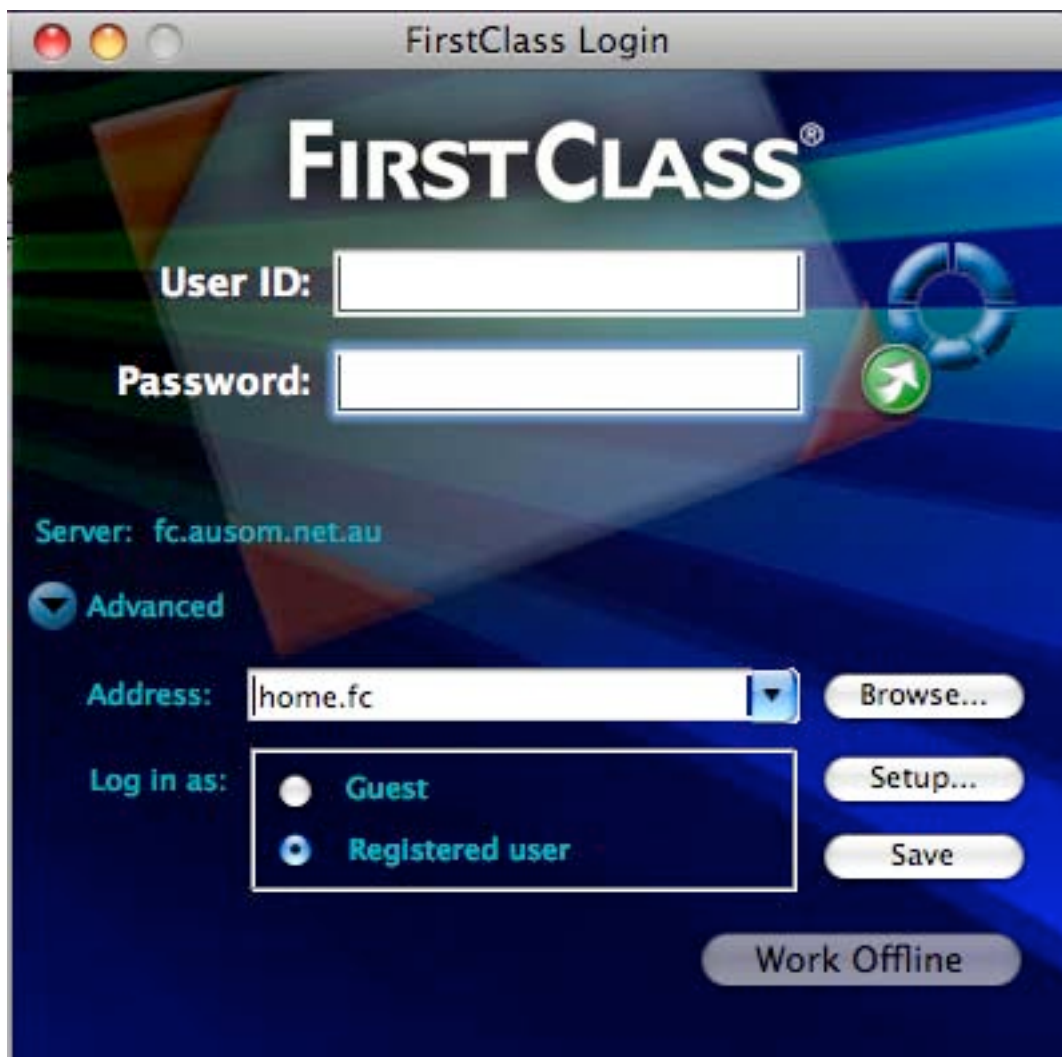 FirstClass Login
FIRSTCLASS®
User ID:
Password:
Server: fc.ausom.net.au
Advanced
Address: home.fc Browse...
Log in as: Guest Setup...
Registered user Save
Work Offline